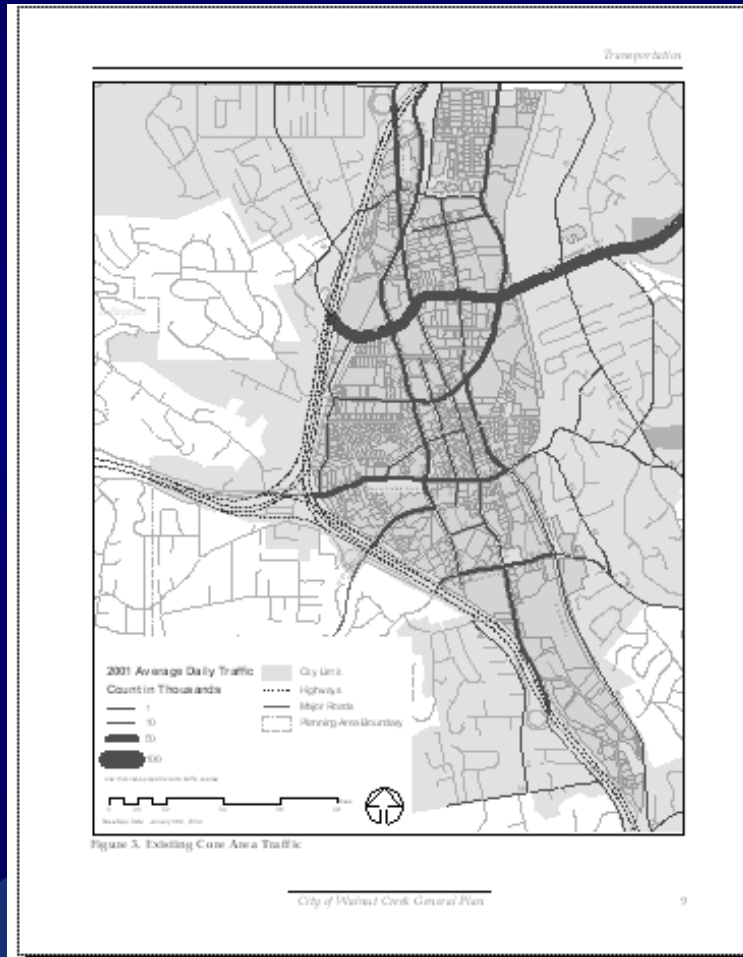 Transportation
2001 Average Daily Traffic
Count in Thousands
1
10
50
100
City Limit
Highways
Major Roads
Planning Area Boundary
Figure 3. Existing Core Area Traffic
City of Walnut Creek General Plan
9